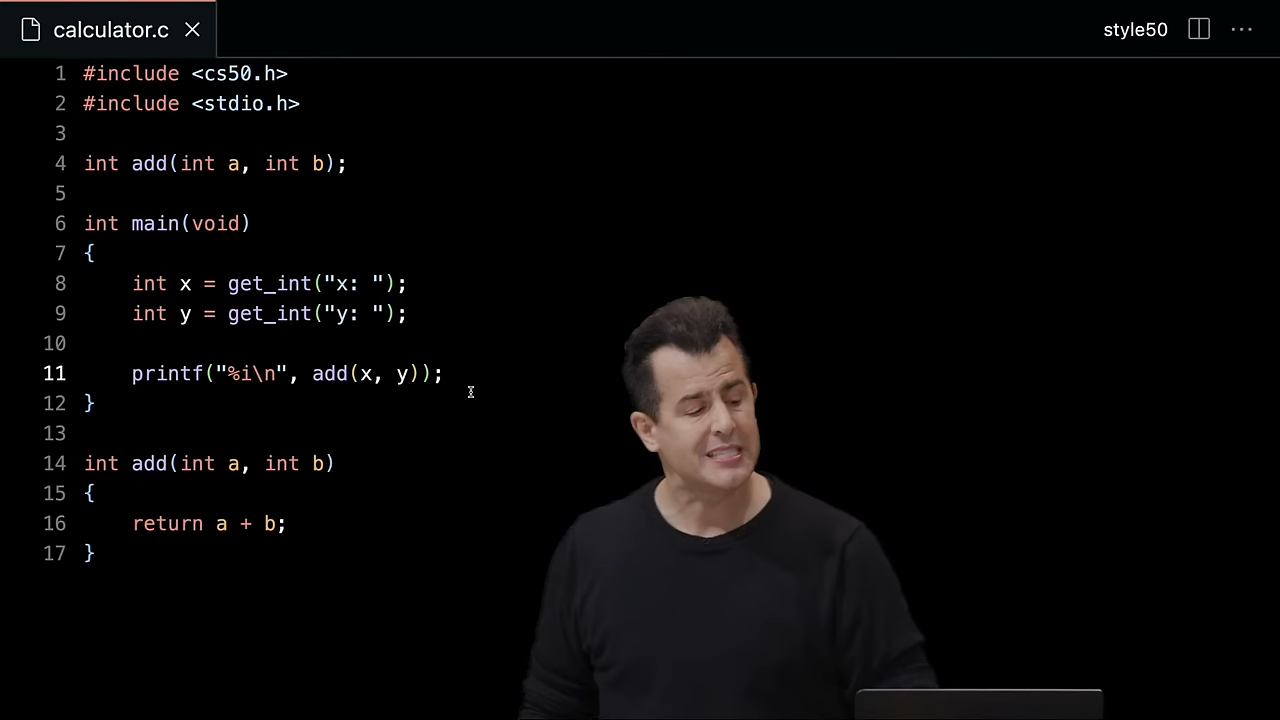 calculator.c
style50
1 #include <cs50.h>
2 #include <stdio.h>
3
4 int add(int a, int b);
5
6 int main(void)
7 {
8     int x = get_int("x: ");
9     int y = get_int("y: ");
10
11     printf("%i\n", add(x, y));
12 }
13
14 int add(int a, int b)
15 {
16     return a + b;
17 }